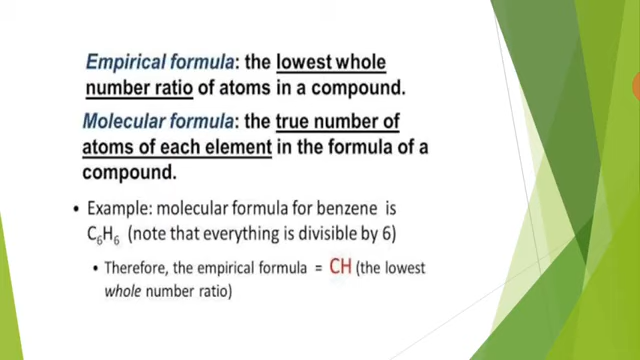 Empirical formula: the lowest whole
number ratio of atoms in a compound.
Molecular formula: the true number of
atoms of each element in the formula of a
compound.
• Example: molecular formula for benzene is
C₆H₆ (note that everything is divisible by 6)
• Therefore, the empirical formula = CH (the lowest
whole number ratio)